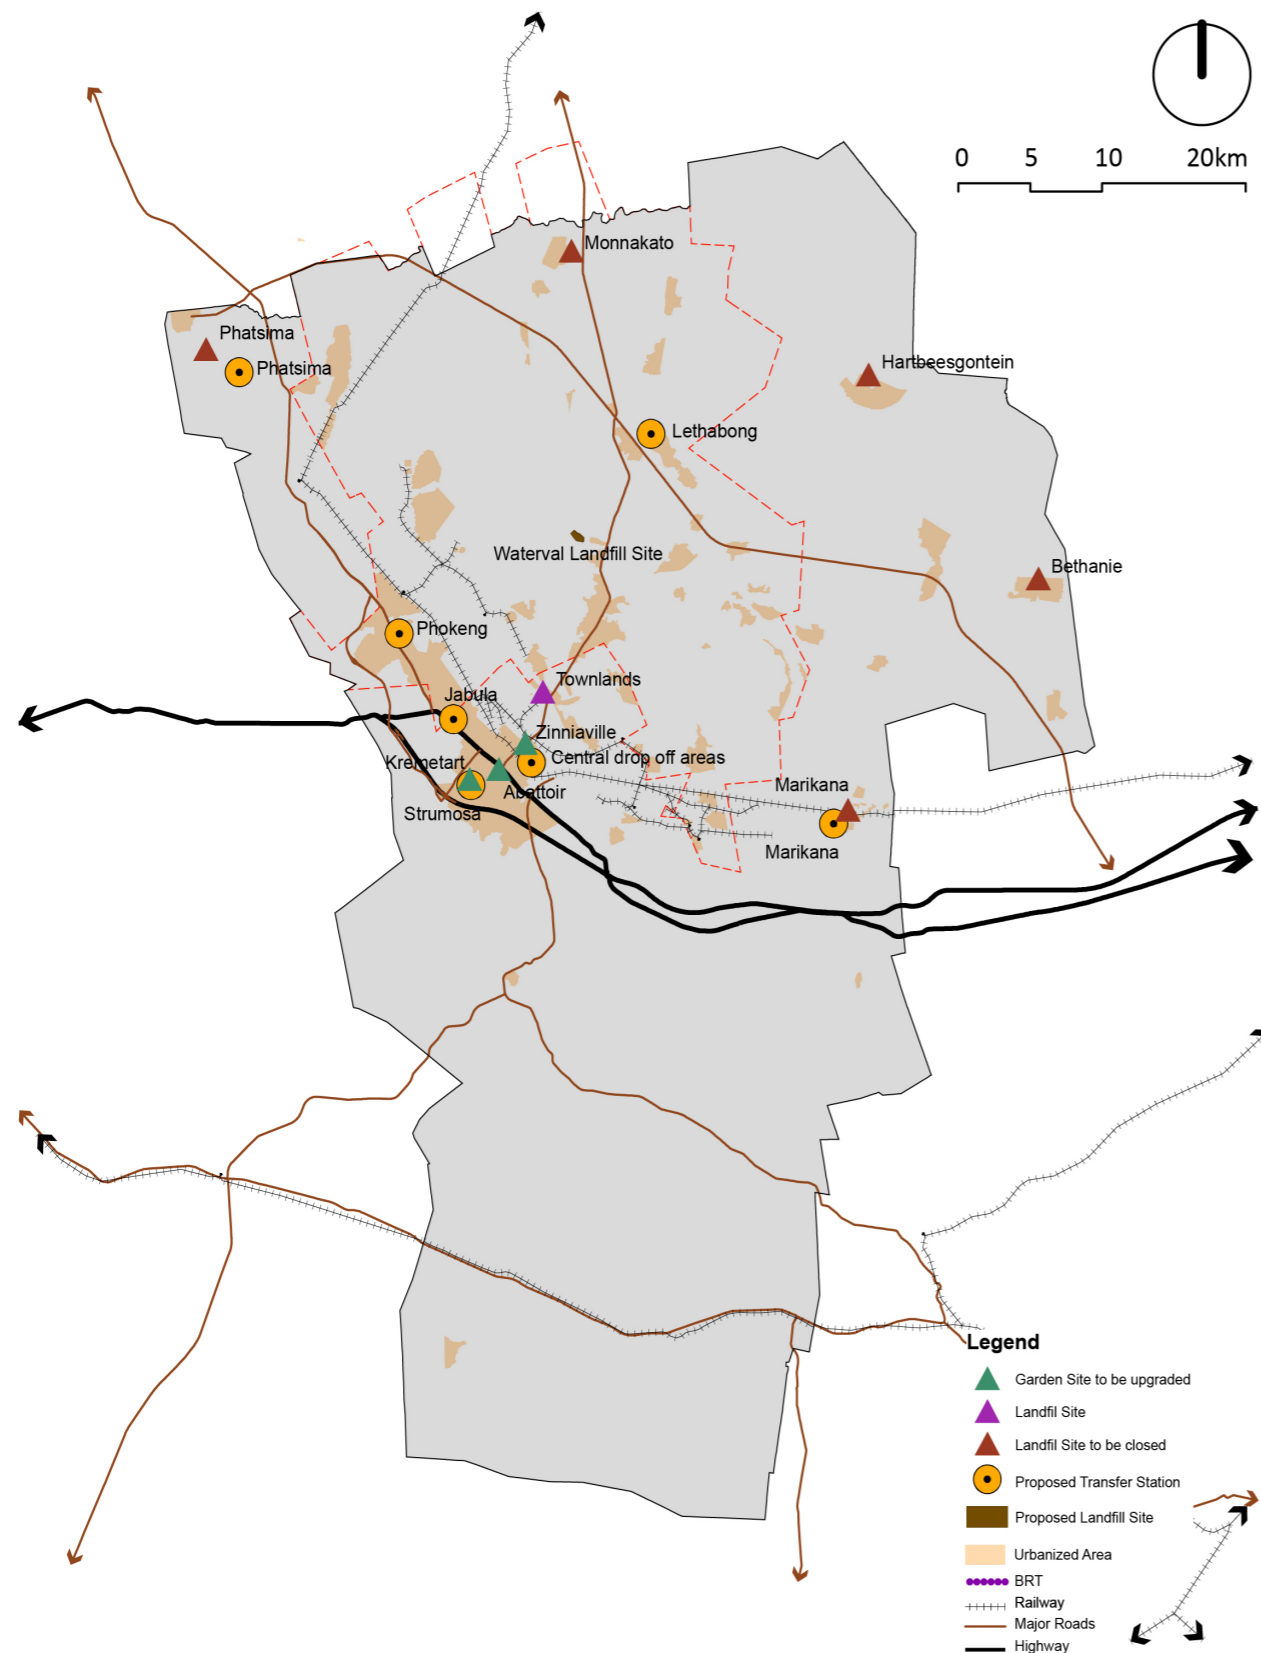 0 5 10 20km
Monnakato
Phatsima
Phatsima
Hartbeesgontein
Lethabong
Waterval Landfill Site
Bethanie
Phokeng
Townlands
Jabula
Zinniaville
Central drop off areas
Kremetart
Abattoir
Strumosa
Marikana
Marikana
Legend
Garden Site to be upgraded
Landfil Site
Landfil Site to be closed
Proposed Transfer Station
Proposed Landfill Site
Urbanized Area
BRT
Railway
Major Roads
Highway